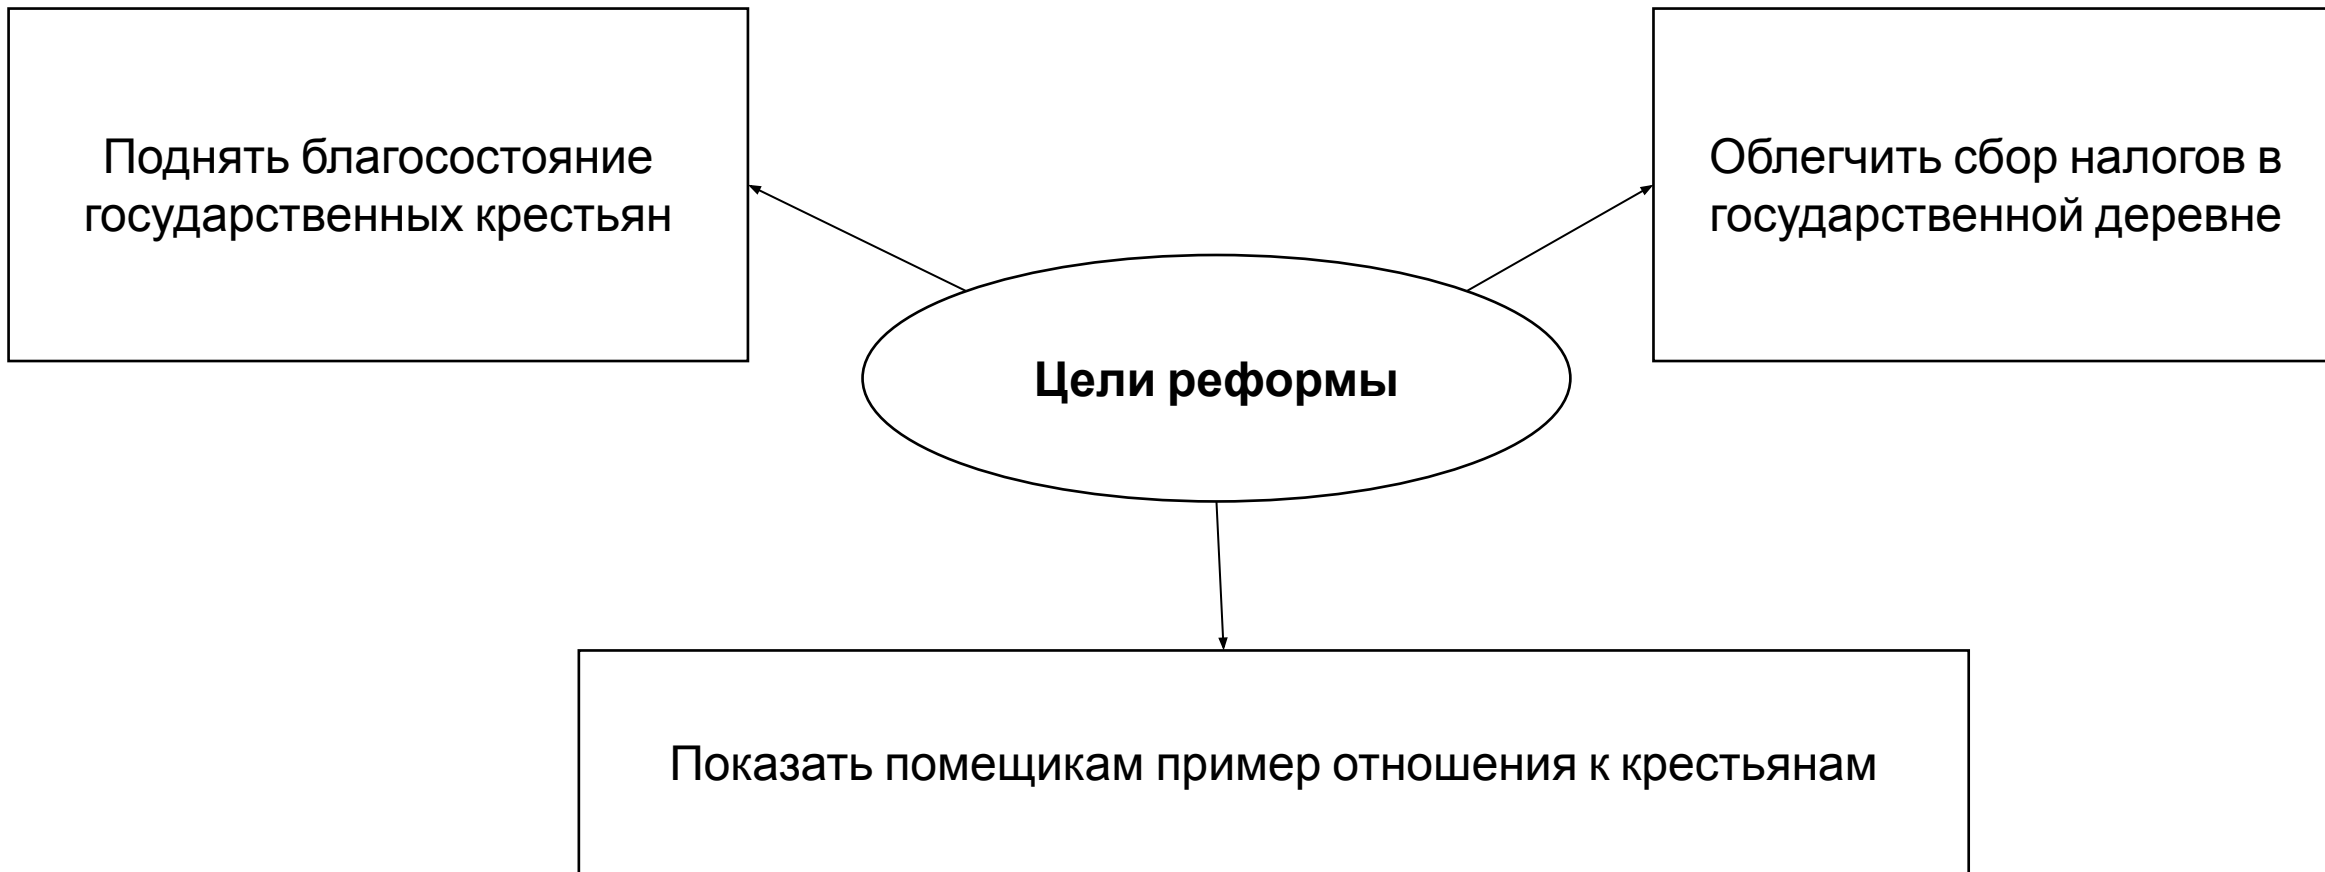 Поднять благосостояние
государственных крестьян
Облегчить сбор налогов в
государственной деревне
Цели реформы
Показать помещикам пример отношения к крестьянам